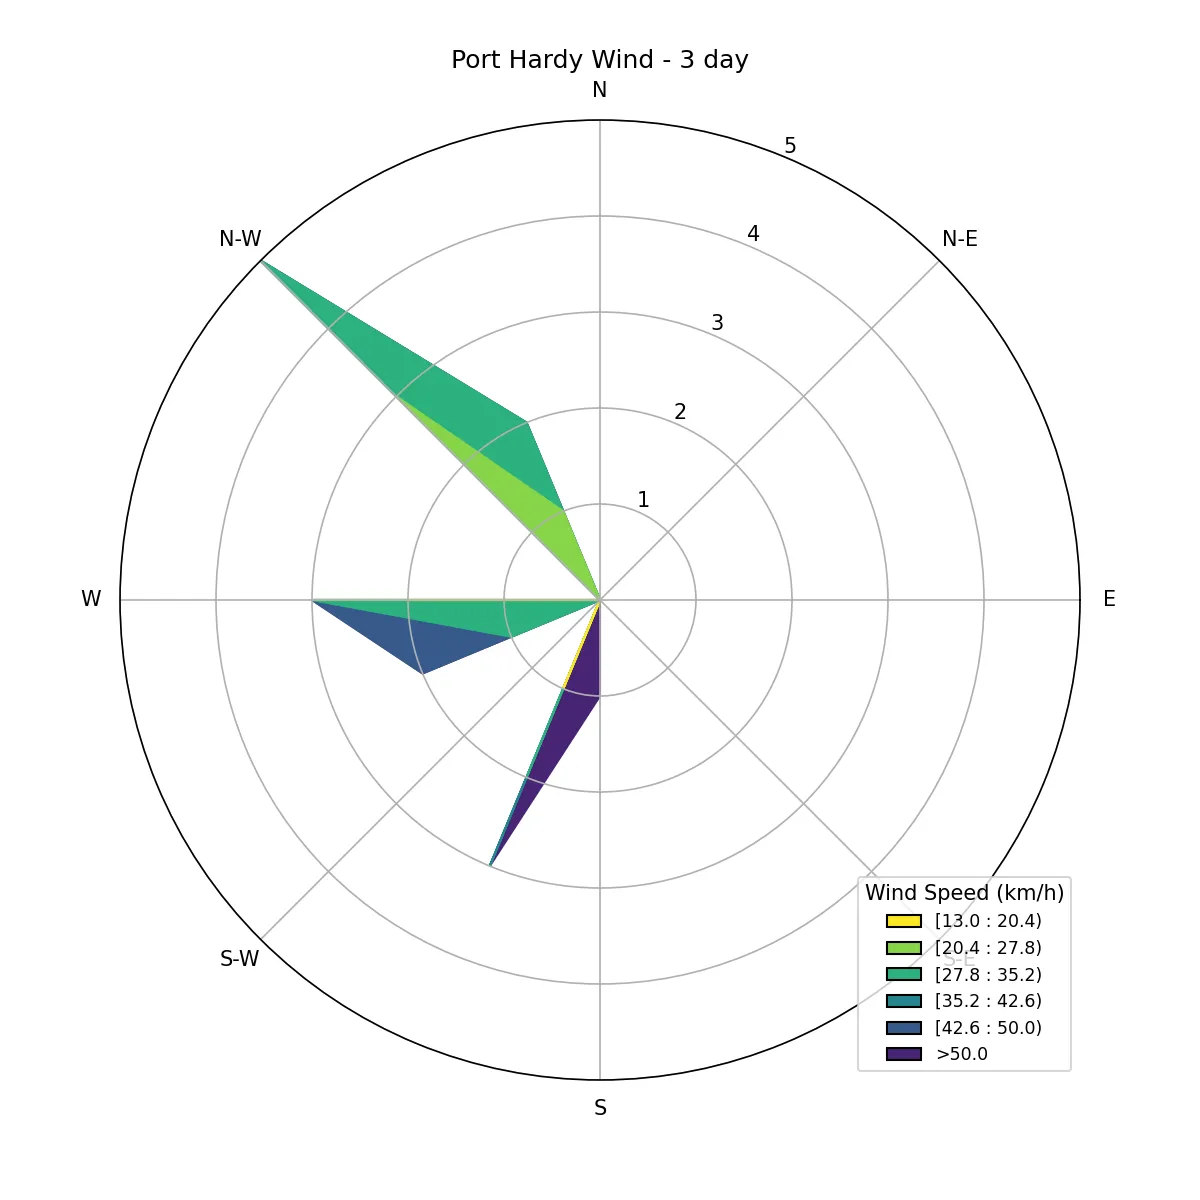 Port Hardy Wind - 3 day
N
5
N-W
N-E
4
3
2
1
W
E
S-W
S-E
S
Wind Speed (km/h)
[13.0 : 20.4)
[20.4 : 27.8)
[27.8 : 35.2)
[35.2 : 42.6)
[42.6 : 50.0)
>50.0